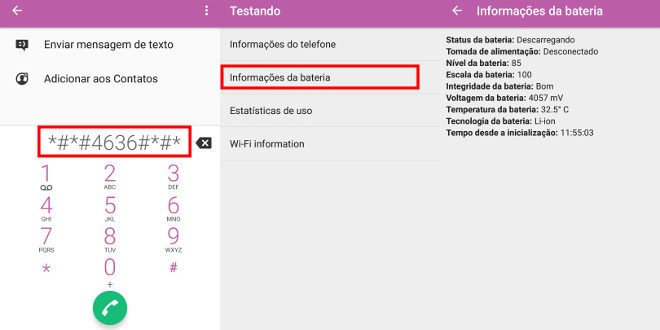 Enviar mensagem de texto
Adicionar aos Contatos
*#*#4636#*#*
1 2 3
ABC DEF
4 5 6
GHI JKL MNO
7 8 9
PQRS TUV WXYZ
* 0 #
+
Testando
Informações do telefone
Informações da bateria
Estatísticas de uso
Wi-Fi information
Informações da bateria
Status da bateria: Descarregando
Tomada de alimentação: Desconectado
Nível da bateria: 85
Escala da bateria: 100
Integridade da bateria: Bom
Voltagem da bateria: 4057 mV
Temperatura da bateria: 32.5° C
Tecnologia da bateria: Li-ion
Tempo desde a inicialização: 11:55:03